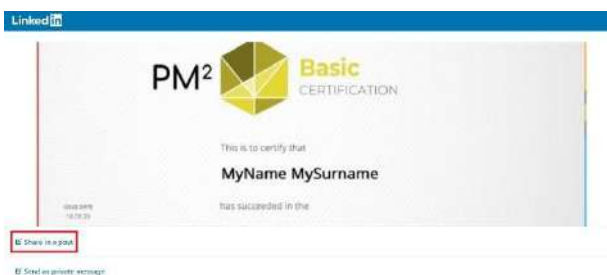 Linked in
PM² Basic
CERTIFICATION
This is to certify that
MyName MySurname
has succeeded in the
Share in a post
Send as private message